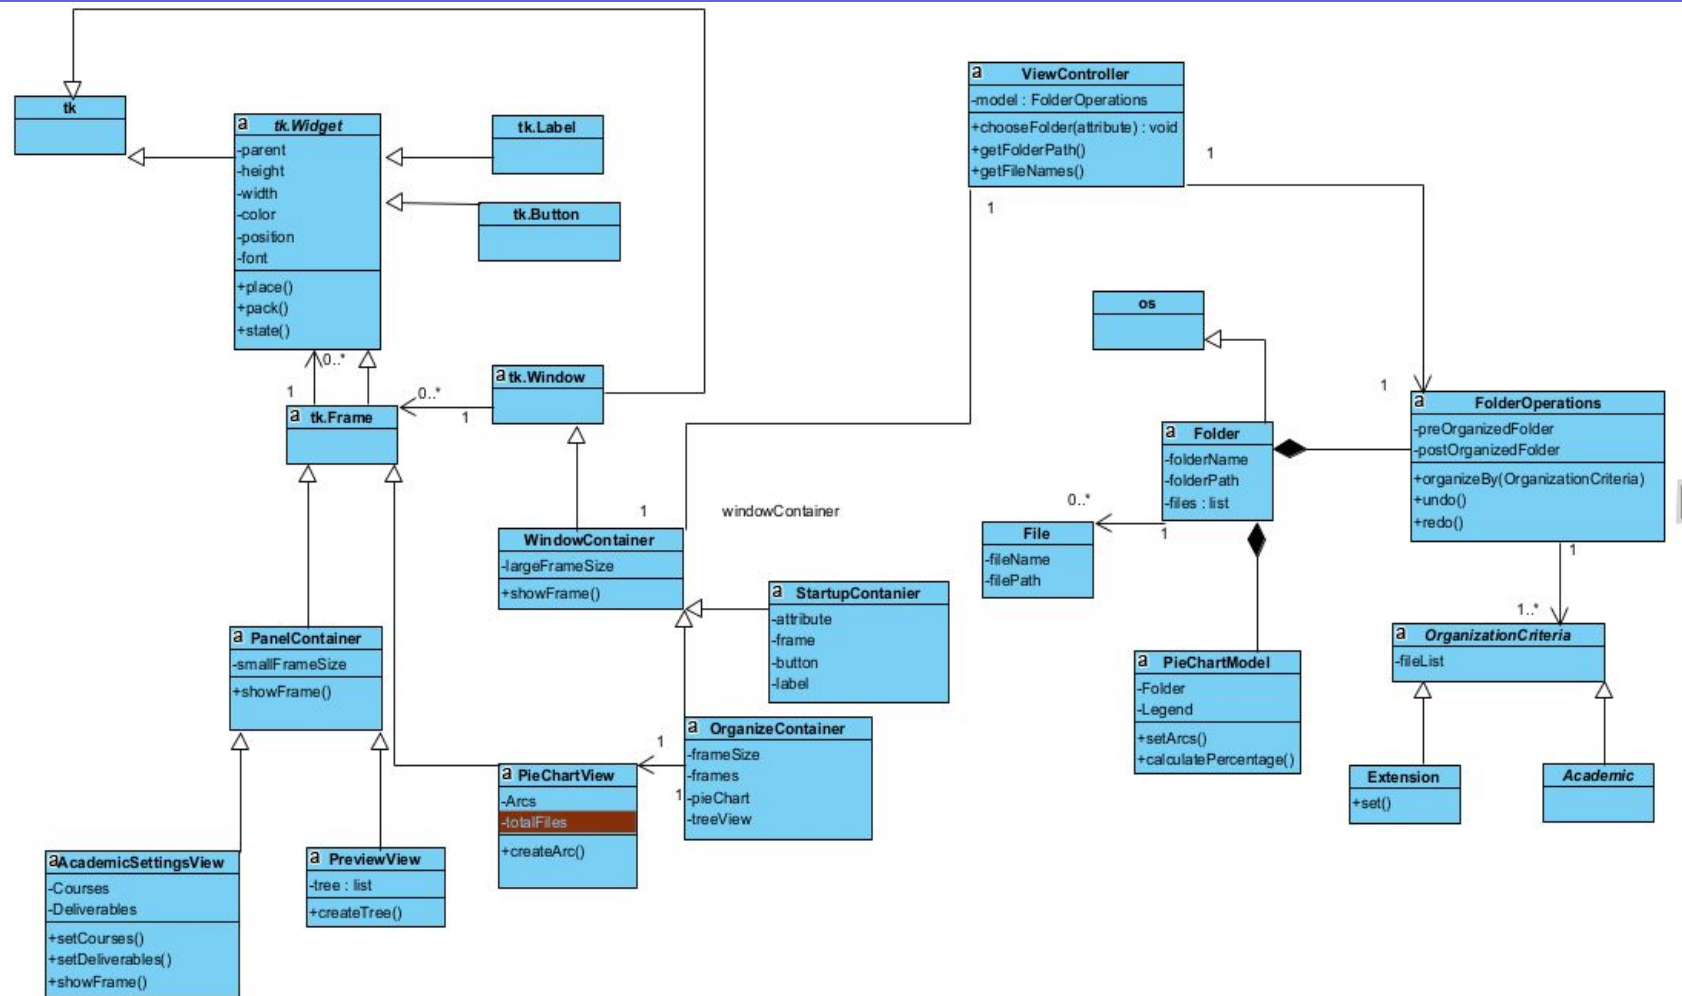 tk
a tk.Widget
-parent
-height
-width
-color
-position
-font
+place()
+pack()
+state()
tk.Label
tk.Button
a ViewController
-model : FolderOperations
+chooseFolder(attribute) : void
+getFolderPath()
+getFileNames()
1
1
os
0..*
1
a tk.Frame
0..*
1
a tk.Window
1
a FolderOperations
-preOrganizedFolder
-postOrganizedFolder
+organizeBy(OrganizationCriteria)
+undo()
+redo()
a Folder
-folderName
-folderPath
-files : list
0..*
1
File
-fileName
-filePath
1
windowContainer
WindowContainer
-largeFrameSize
+showFrame()
a StartupContanier
-attribute
-frame
-button
-label
1
1..*
a OrganizationCriteria
-fileList
a PanelContainer
-smallFrameSize
+showFrame()
a PieChartModel
-Folder
-Legend
+setArcs()
+calculatePercentage()
a OrganizeContainer
-frameSize
-frames
-pieChart
-treeView
1
1
a PieChartView
-Arcs
-totalFiles
+createArc()
Extension
+set()
Academic
a AcademicSettingsView
-Courses
-Deliverables
+setCourses()
+setDeliverables()
+showFrame()
a PreviewView
-tree : list
+createTree()